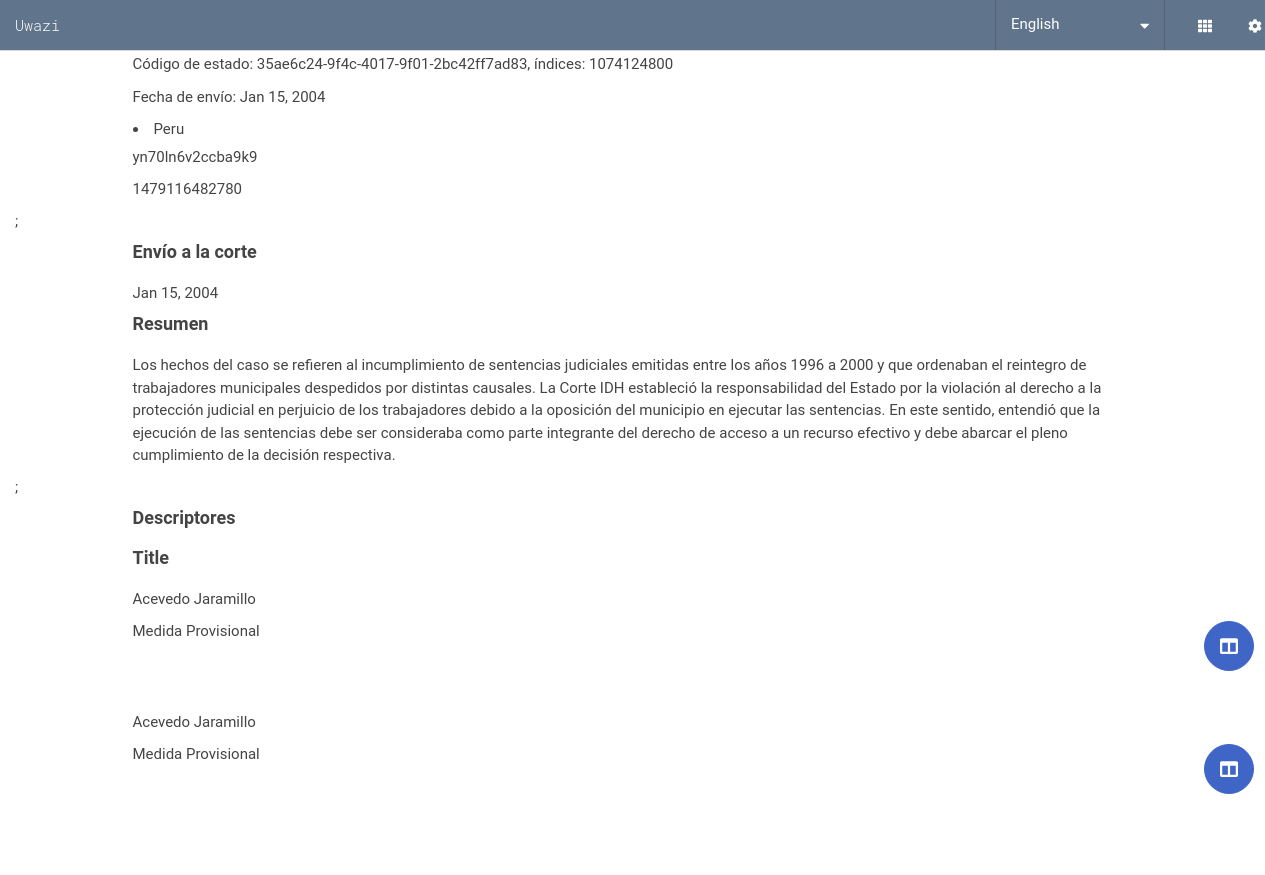 Uwazi
English
Código de estado: 35ae6c24-9f4c-4017-9f01-2bc42ff7ad83, índices: 1074124800
Fecha de envío: Jan 15, 2004
• Peru
yn70ln6v2ccba9k9
1479116482780
;
Envío a la corte
Jan 15, 2004
Resumen
Los hechos del caso se refieren al incumplimiento de sentencias judiciales emitidas entre los años 1996 a 2000 y que ordenaban el reintegro de
trabajadores municipales despedidos por distintas causales. La Corte IDH estableció la responsabilidad del Estado por la violación al derecho a la
protección judicial en perjuicio de los trabajadores debido a la oposición del municipio en ejecutar las sentencias. En este sentido, entendió que la
ejecución de las sentencias debe ser consideraba como parte integrante del derecho de acceso a un recurso efectivo y debe abarcar el pleno
cumplimiento de la decisión respectiva.
;
Descriptores
Title
Acevedo Jaramillo
Medida Provisional
Acevedo Jaramillo
Medida Provisional